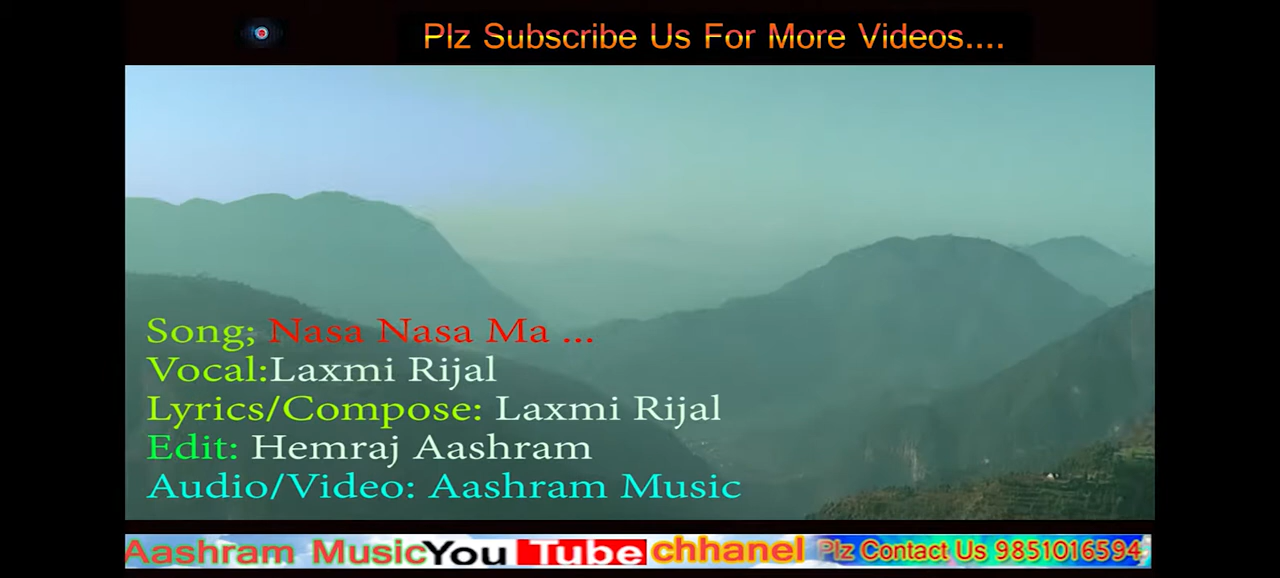 Plz Subscribe Us For More Videos....
Song; Nasa Nasa Ma ...
Vocal:Laxmi Rijal
Lyrics/Compose: Laxmi Rijal
Edit: Hemraj Aashram
Audio/Video: Aashram Music
Aashram MusicYou Tube chhanel Plz Contact Us 9851016594